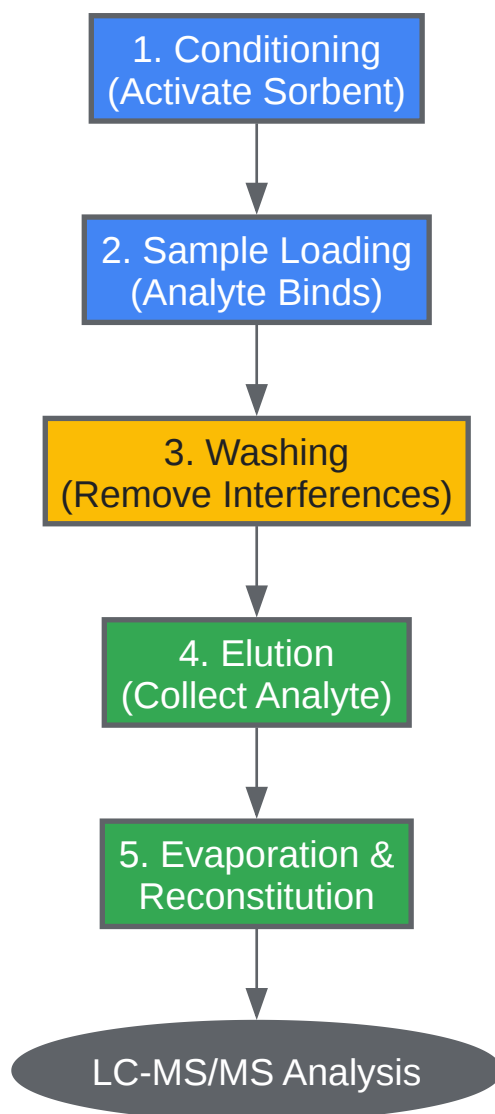 1. Conditioning
(Activate Sorbent)
2. Sample Loading
(Analyte Binds)
3. Washing
(Remove Interferences)
4. Elution
(Collect Analyte)
5. Evaporation &
Reconstitution
LC-MS/MS Analysis